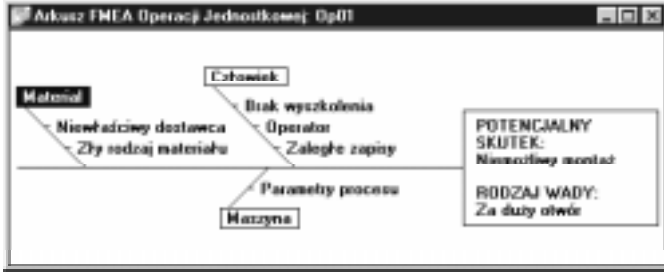 Arkusz FMEA Operacji Jednostkowej: Op01
Człowiek
Materiał
Brak wyszkolenia
Niewłaściwy dostawca
Operator
Zły rodzaj materiału
Zaległe zapisy
POTENCJALNY
SKUTEK:
Niemożliwy montaż
Parametry procesu
RODZAJ WADY:
Za duży otwór
Maszyna